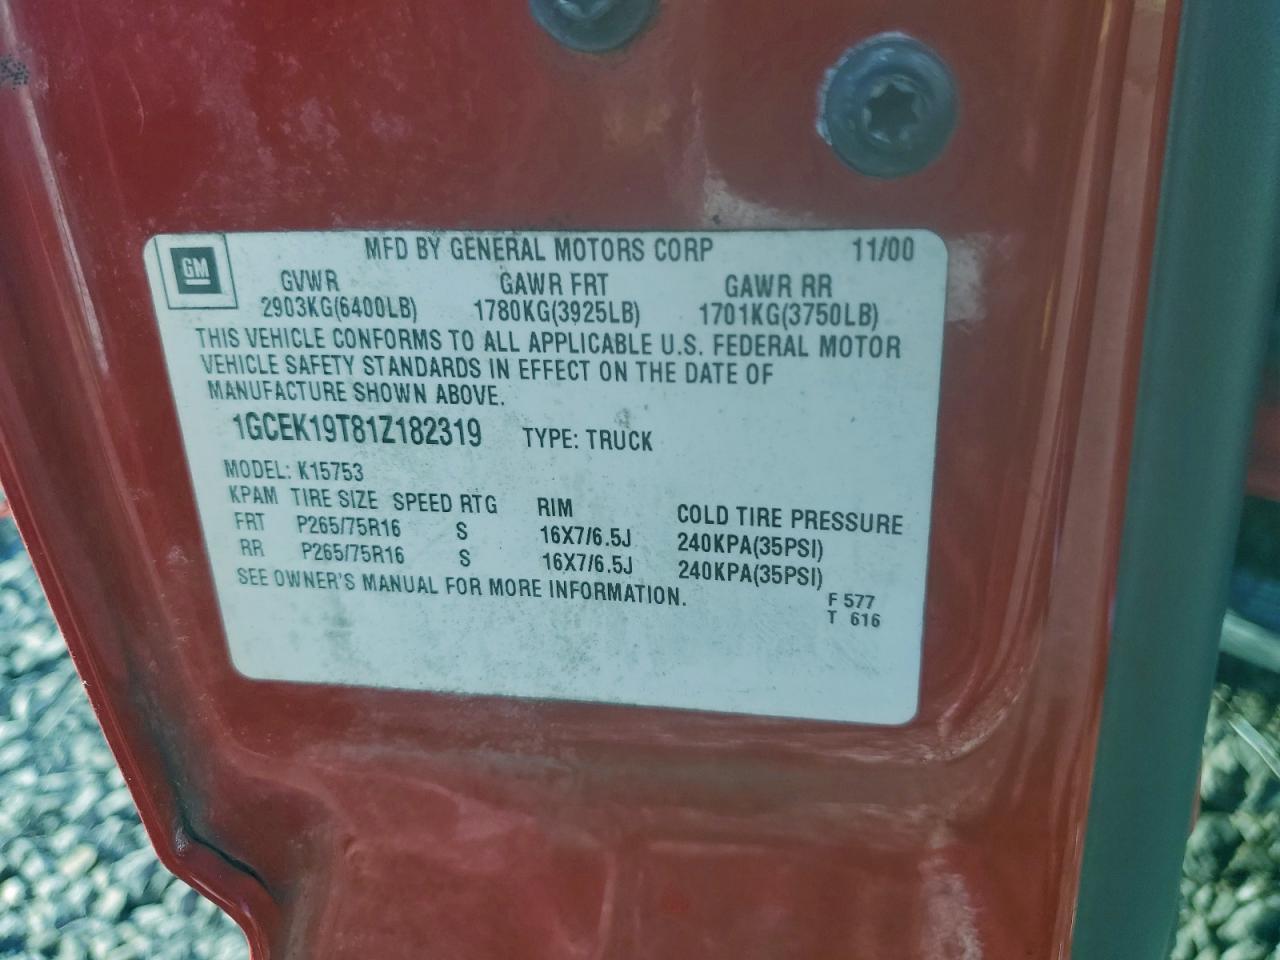 GM
MFD BY GENERAL MOTORS CORP 11/00
GVWR GAWR FRT GAWR RR
2903KG(6400LB) 1780KG(3925LB) 1701KG(3750LB)
THIS VEHICLE CONFORMS TO ALL APPLICABLE U.S. FEDERAL MOTOR
VEHICLE SAFETY STANDARDS IN EFFECT ON THE DATE OF
MANUFACTURE SHOWN ABOVE.
1GCEK19T81Z182319 TYPE: TRUCK
MODEL: K15753
KPAM TIRE SIZE SPEED RTG RIM COLD TIRE PRESSURE
FRT P265/75R16 S 16X7/6.5J 240KPA(35PSI)
RR P265/75R16 S 16X7/6.5J 240KPA(35PSI)
SEE OWNER'S MANUAL FOR MORE INFORMATION.
F 577
T 616